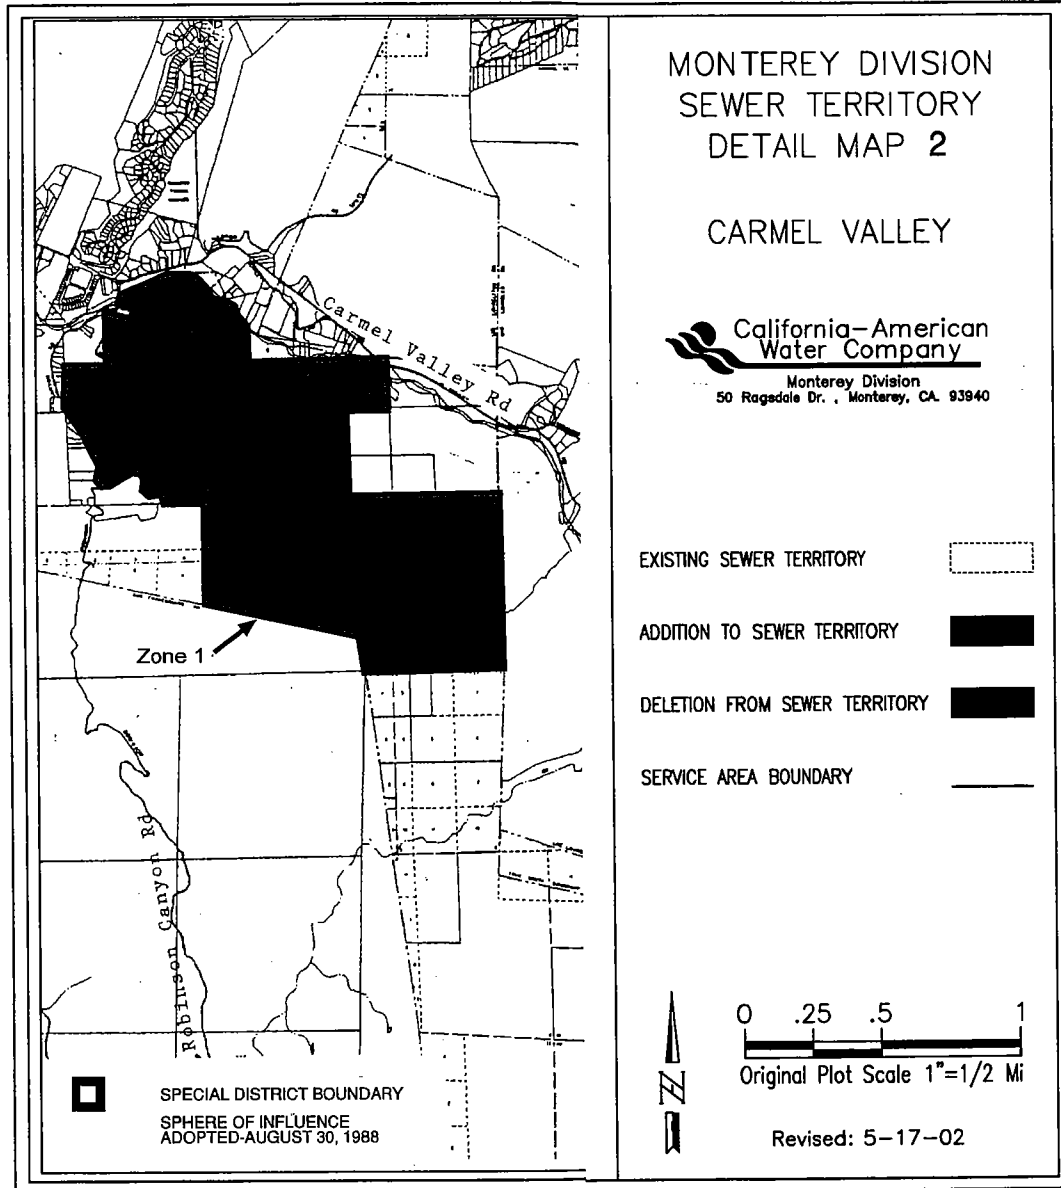 MONTEREY DIVISION
SEWER TERRITORY
DETAIL MAP 2
CARMEL VALLEY
California-American
Water Company
Monterey Division
50 Ragsdale Dr. , Monterey, CA. 93940
EXISTING SEWER TERRITORY
ADDITION TO SEWER TERRITORY
DELETION FROM SEWER TERRITORY
SERVICE AREA BOUNDARY
Carmel Valley Rd
Zone 1
Robinson Canyon Rd
SPECIAL DISTRICT BOUNDARY
SPHERE OF INFLUENCE
ADOPTED-AUGUST 30, 1988
N
0 .25 .5 1
Original Plot Scale 1"=1/2 Mi
Revised: 5-17-02